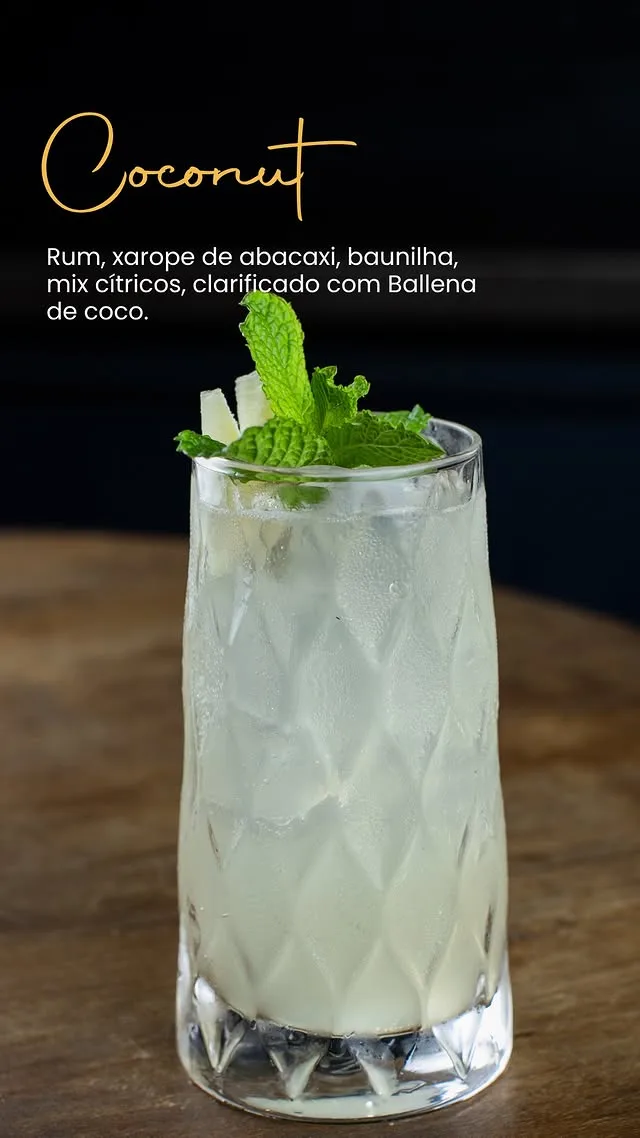 Coconut
Rum, xarope de abacaxi, baunilha,
mix cítricos, clarificado com Ballena
de coco.